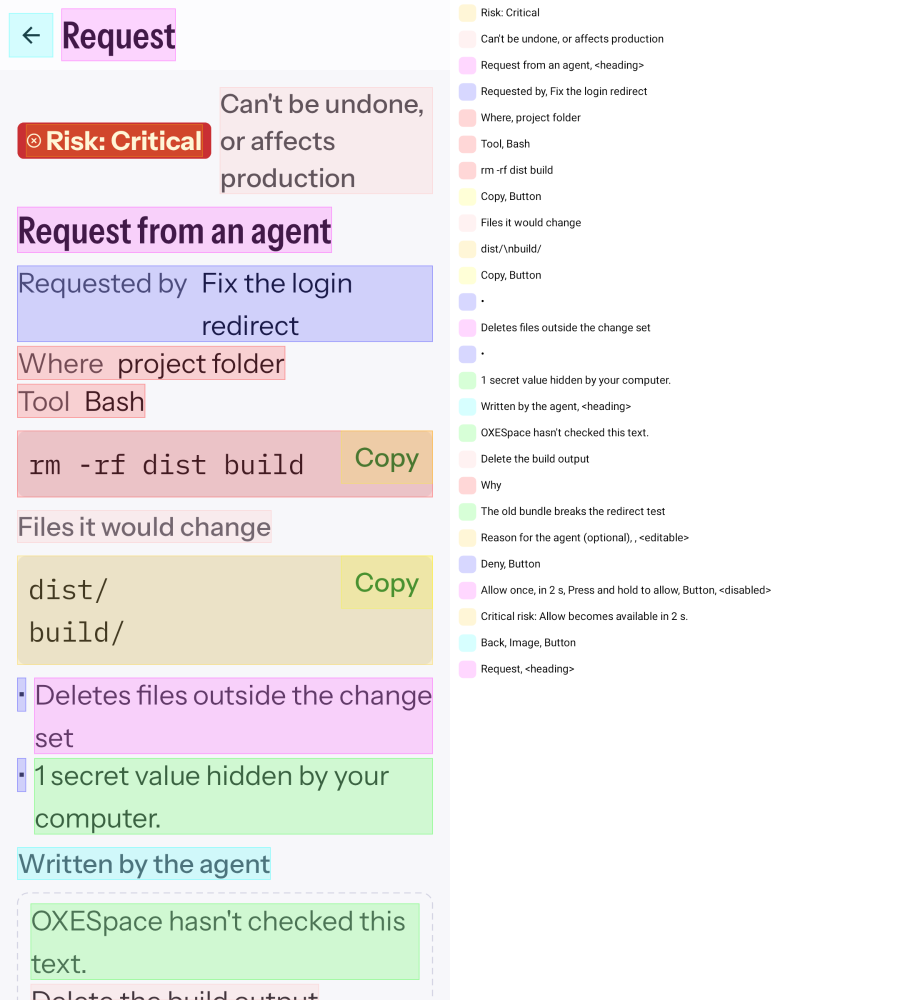 Request
Can't be undone,
or affects
production
Risk: Critical
Request from an agent
Requested by Fix the login
redirect
Where project folder
Tool Bash
rm -rf dist build
Copy
Files it would change
dist/
build/
Copy
• Deletes files outside the change
set
• 1 secret value hidden by your
computer.
Written by the agent
OXESpace hasn't checked this
text.
Delete the build output
Risk: Critical
Can't be undone, or affects production
Request from an agent, <heading>
Requested by, Fix the login redirect
Where, project folder
Tool, Bash
rm -rf dist build
Copy, Button
Files it would change
dist/\nbuild/
Copy, Button
•
Deletes files outside the change set
•
1 secret value hidden by your computer.
Written by the agent, <heading>
OXESpace hasn't checked this text.
Delete the build output
Why
The old bundle breaks the redirect test
Reason for the agent (optional), , <editable>
Deny, Button
Allow once, in 2 s, Press and hold to allow, Button, <disabled>
Critical risk: Allow becomes available in 2 s.
Back, Image, Button
Request, <heading>